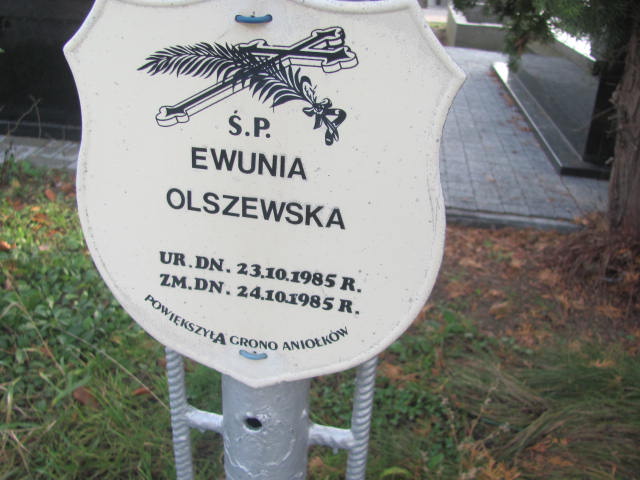 Ś.P.
EWUNIA
OLSZEWSKA
UR. DN. 23.10.1985 R.
ZM. DN. 24.10.1985 R.
POWIĘKSZYŁA GRONO ANIOŁKÓW